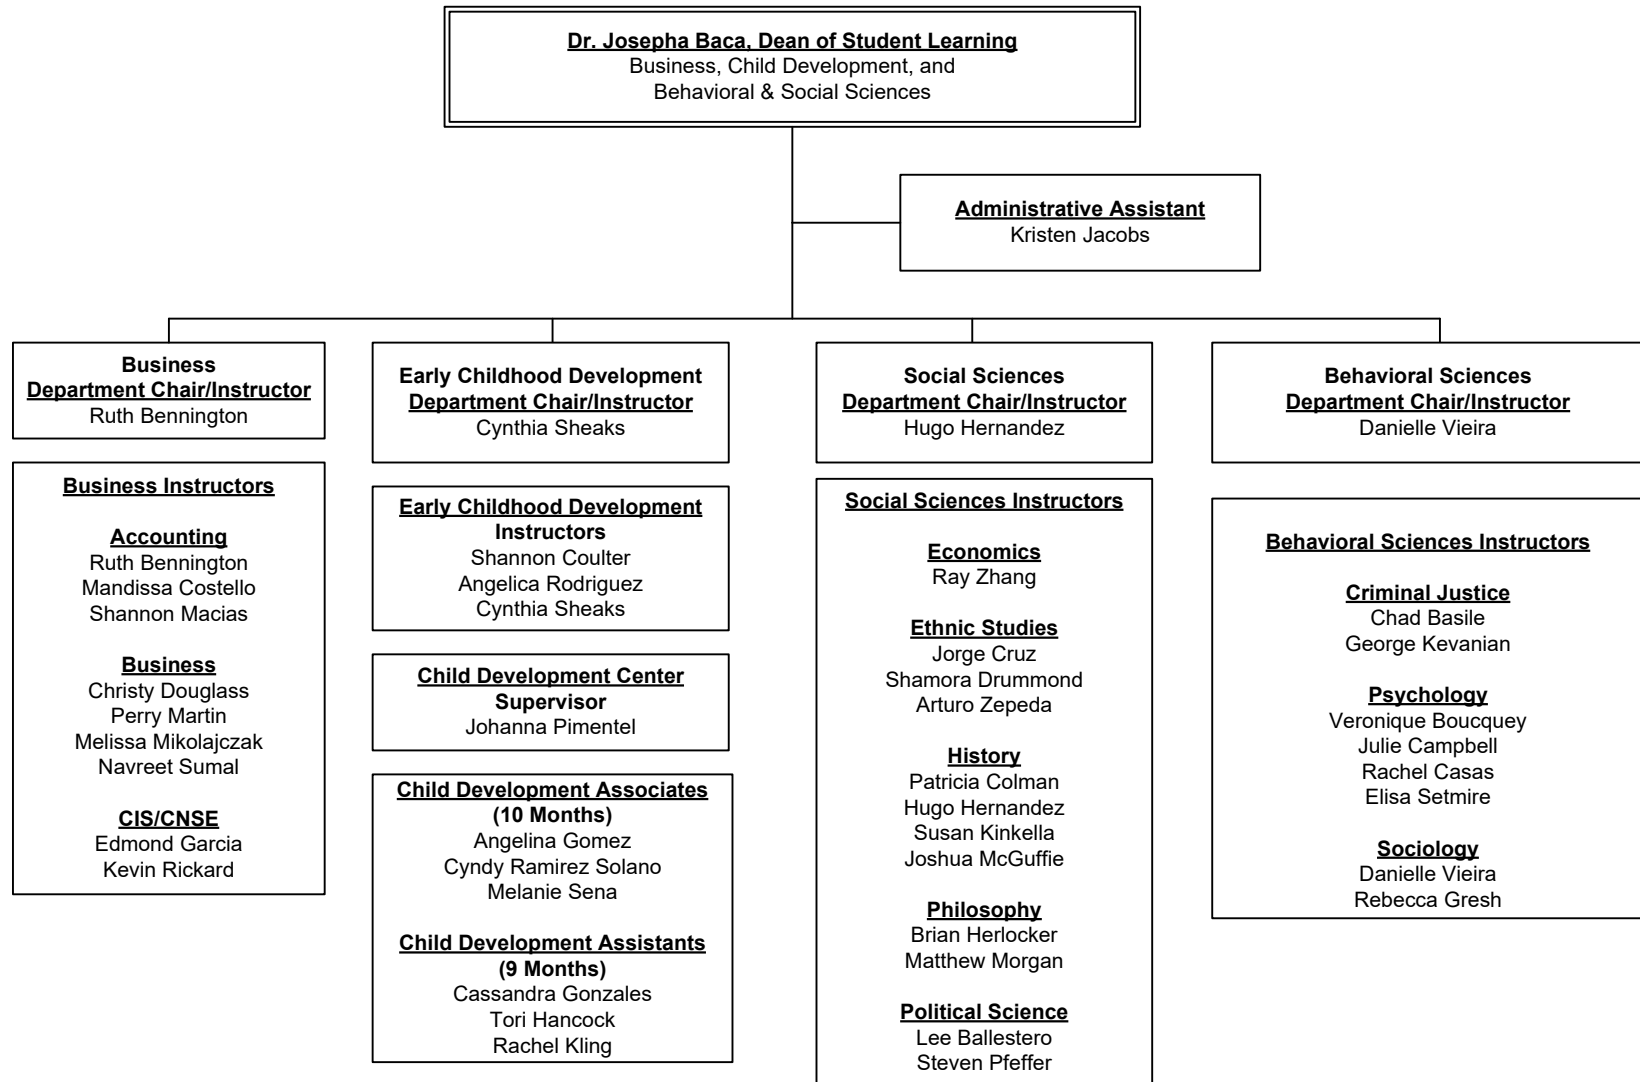 Dr. Josepha Baca, Dean of Student Learning
Business, Child Development, and
Behavioral & Social Sciences
Administrative Assistant
Kristen Jacobs
Business
Department Chair/Instructor
Ruth Bennington
Business Instructors
Accounting
Ruth Bennington
Mandissa Costello
Shannon Macias
Business
Christy Douglass
Perry Martin
Melissa Mikolajczak
Navreet Sumal
CIS/CNSE
Edmond Garcia
Kevin Rickard
Early Childhood Development
Department Chair/Instructor
Cynthia Sheaks
Early Childhood Development
Instructors
Shannon Coulter
Angelica Rodriguez
Cynthia Sheaks
Child Development Center
Supervisor
Johanna Pimentel
Child Development Associates
(10 Months)
Angelina Gomez
Cyndy Ramirez Solano
Melanie Sena
Child Development Assistants
(9 Months)
Cassandra Gonzales
Tori Hancock
Rachel Kling
Social Sciences
Department Chair/Instructor
Hugo Hernandez
Social Sciences Instructors
Economics
Ray Zhang
Ethnic Studies
Jorge Cruz
Shamora Drummond
Arturo Zepeda
History
Patricia Colman
Hugo Hernandez
Susan Kinkella
Joshua McGuffie
Philosophy
Brian Herlocker
Matthew Morgan
Political Science
Lee Ballestero
Steven Pfeffer
Behavioral Sciences
Department Chair/Instructor
Danielle Vieira
Behavioral Sciences Instructors
Criminal Justice
Chad Basile
George Kevanian
Psychology
Veronique Boucquey
Julie Campbell
Rachel Casas
Elisa Setmire
Sociology
Danielle Vieira
Rebecca Gresh